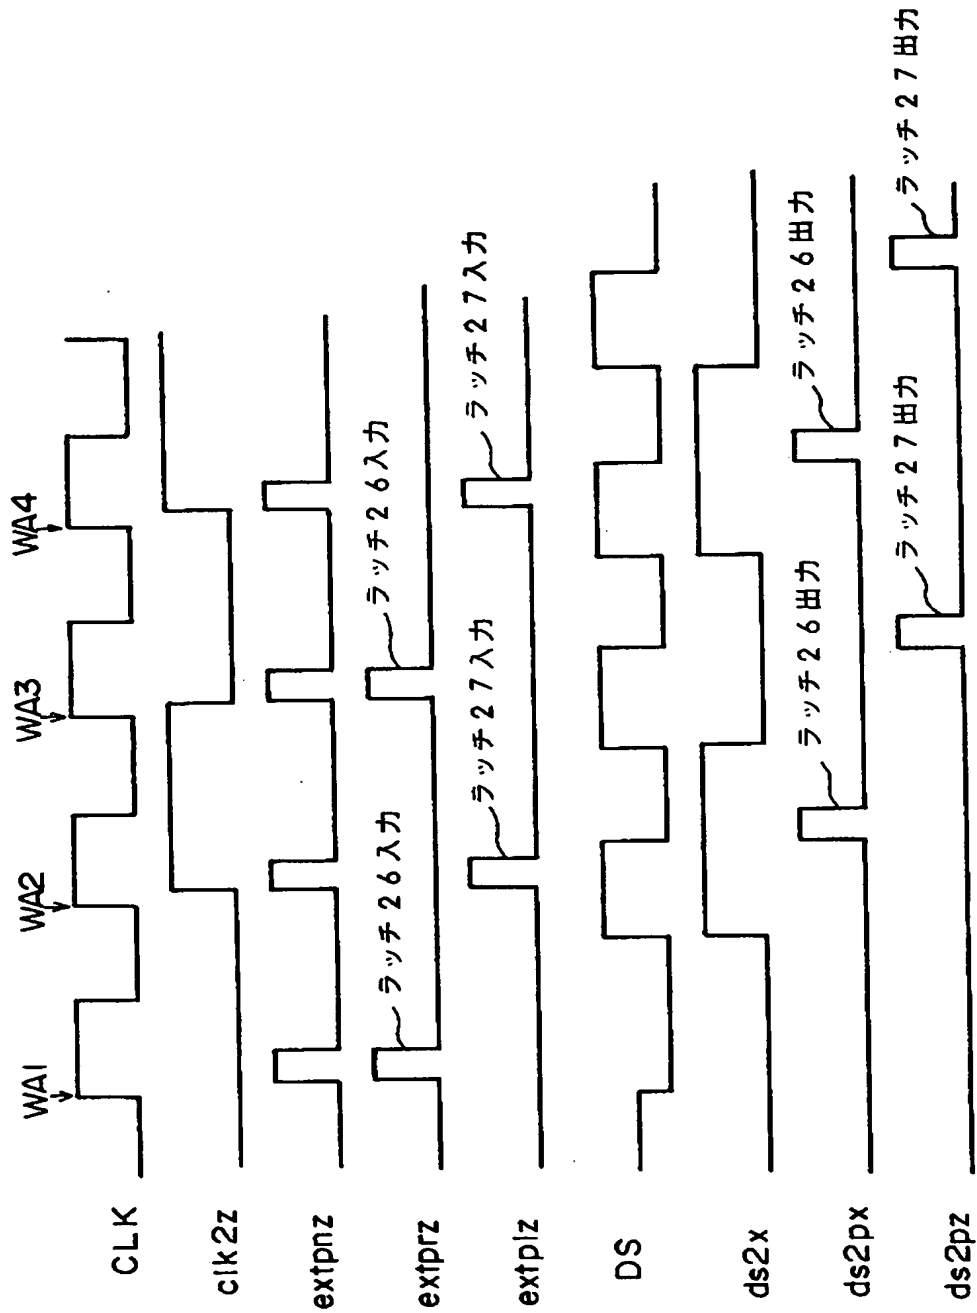 WA1 WA2 WA3 WA4
CLK
clk2z
extpnz
extprz ラッチ26入力 ラッチ26入力
extplz ラッチ27入力 ラッチ27入力
DS
ds2x
ds2px ラッチ26出力 ラッチ26出力
ds2pz ラッチ27出力 ラッチ27出力